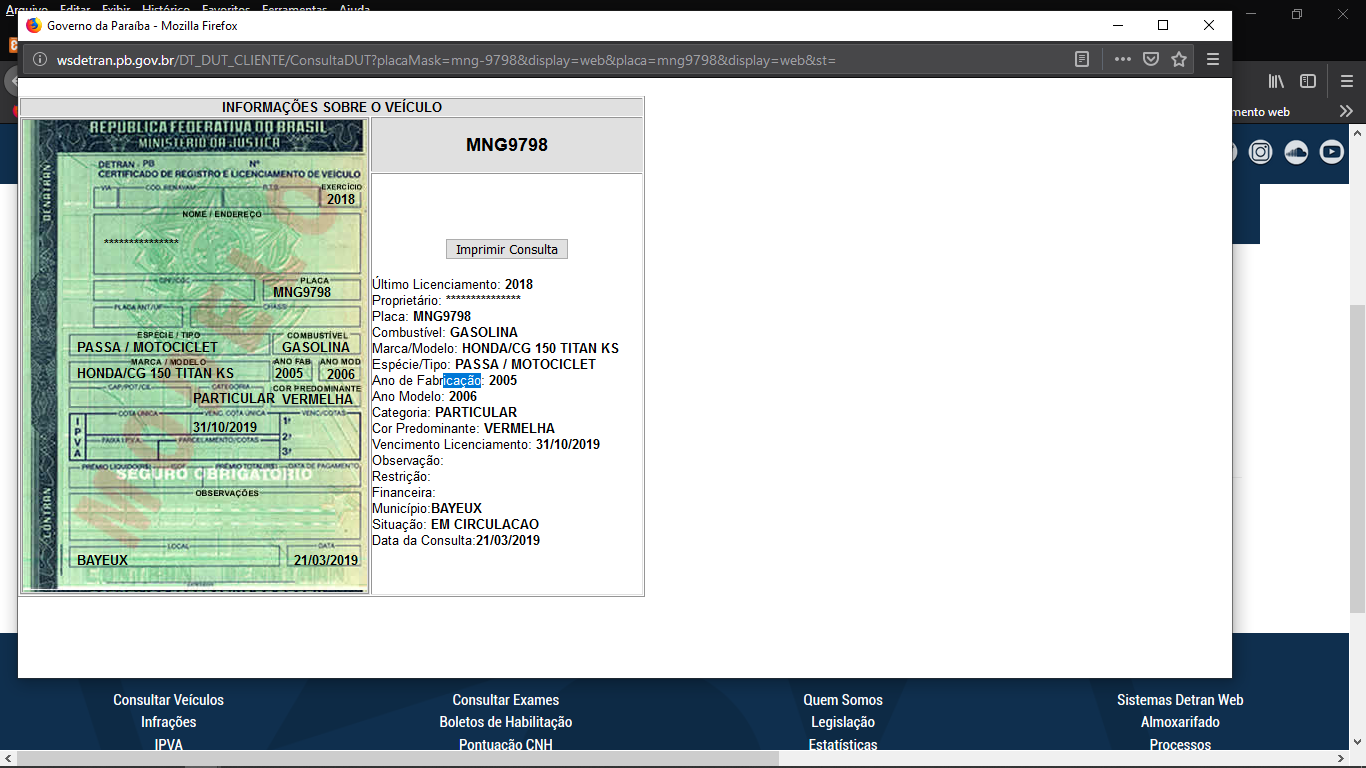 Arquivo Editar Exibir Histórico Favoritos Ferramentas Ajuda
Governo da Paraíba - Mozilla Firefox
wsdetran.pb.gov.br/DT_DUT_CLIENTE/ConsultaDUT?placaMask=mng-9798&display=web&placa=mng9798&display=web&st=
mento web
INFORMAÇÕES SOBRE O VEÍCULO
REPUBLICA FEDERATIVA DO BRASIL
MINISTERIO DA JUSTIÇA
DETRAN - PB Nº
CERTIFICADO DE REGISTRO E LICENCIAMENTO DE VEÍCULO
VIA COD. RENAVAM R.T.B. EXERCÍCIO
2018
NOME / ENDEREÇO
***************
CPF/CGC PLACA
MNG9798
PLACA ANT/UF CHASSI
ESPÉCIE / TIPO COMBUSTÍVEL
PASSA / MOTOCICLET GASOLINA
MARCA / MODELO ANO FAB ANO MOD
HONDA/CG 150 TITAN KS 2005 2006
CAP/POT/CIL CATEGORIA COR PREDOMINANTE
PARTICULAR VERMELHA
IPVA
COTA ÚNICA VENC. COTA ÚNICA VENC/COTAS
31/10/2019 1ª
FAIXA I.P.V.A. PARCELAMENTO/COTAS 2ª
3ª
PRÊMIO TOTAL(R$) DATA DE PAGAMENTO
SEGURO OBRIGATORIO
OBSERVAÇÕES
LOCAL DATA
BAYEUX 21/03/2019
DENATRAN
CONTRAN
MODELO
MNG9798
Imprimir Consulta
Último Licenciamento: 2018
Proprietário: ***************
Placa: MNG9798
Combustível: GASOLINA
Marca/Modelo: HONDA/CG 150 TITAN KS
Espécie/Tipo: PASSA / MOTOCICLET
Ano de Fabricação: 2005
Ano Modelo: 2006
Categoria: PARTICULAR
Cor Predominante: VERMELHA
Vencimento Licenciamento: 31/10/2019
Observação:
Restrição:
Financeira:
Município:BAYEUX
Situação: EM CIRCULACAO
Data da Consulta:21/03/2019
Consultar Veículos Consultar Exames Quem Somos Sistemas Detran Web
Infrações Boletos de Habilitação Legislação Almoxarifado
IPVA Pontuação CNH Estatísticas Processos